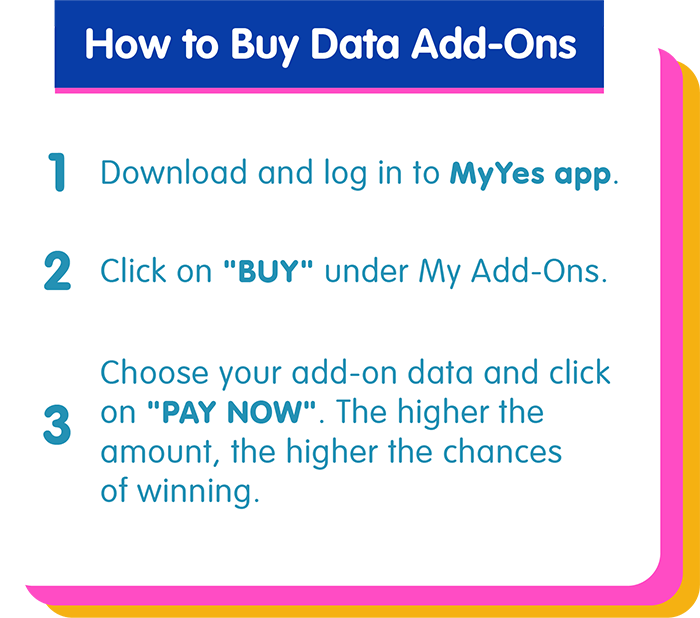 How to Buy Data Add-Ons
1 Download and log in to MyYes app.
2 Click on "BUY" under My Add-Ons.
Choose your add-on data and click
3 on "PAY NOW". The higher the
amount, the higher the chances
of winning.